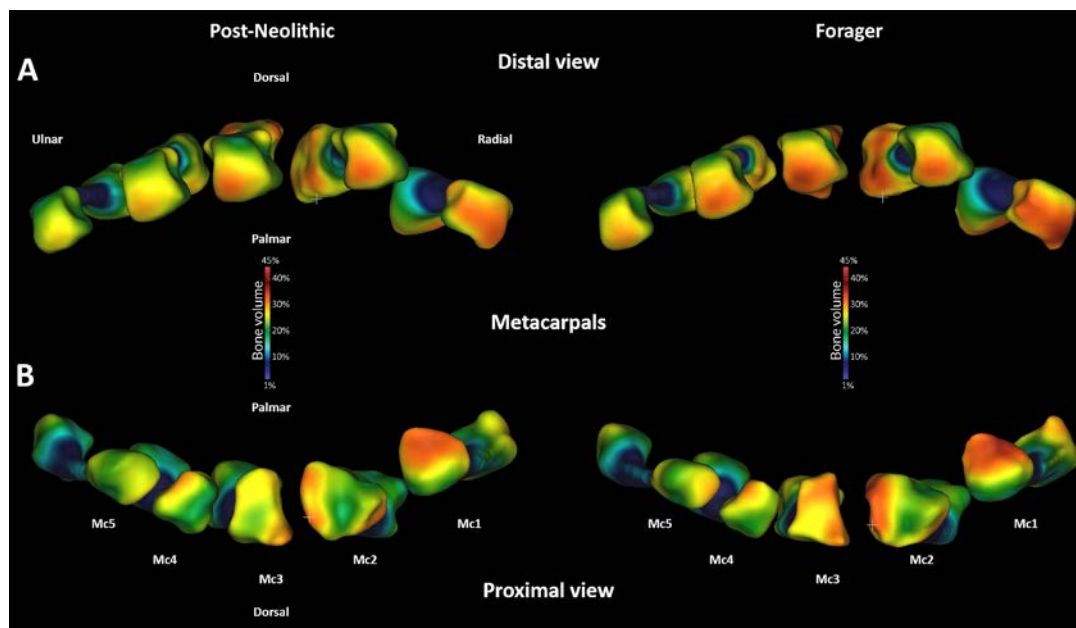 Post-Neolithic
Forager
A
Distal view
Dorsal
Ulnar
Radial
Palmar
45%
40%
30%
20%
10%
1%
Bone volume
45%
40%
30%
20%
10%
1%
Bone volume
Metacarpals
B
Palmar
Mc5
Mc4
Mc3
Mc2
Mc1
Mc5
Mc4
Mc3
Mc2
Mc1
Proximal view
Dorsal